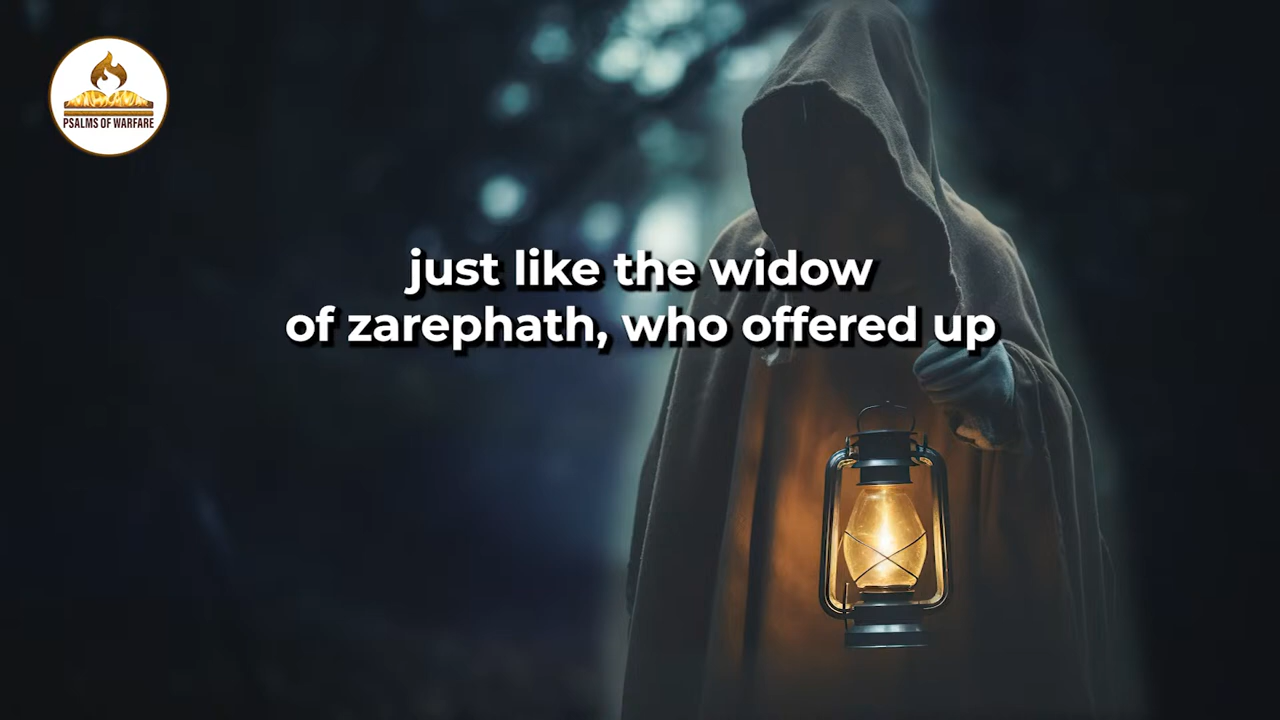 PSALMS OF WARFARE
just like the widow
of zarephath, who offered up